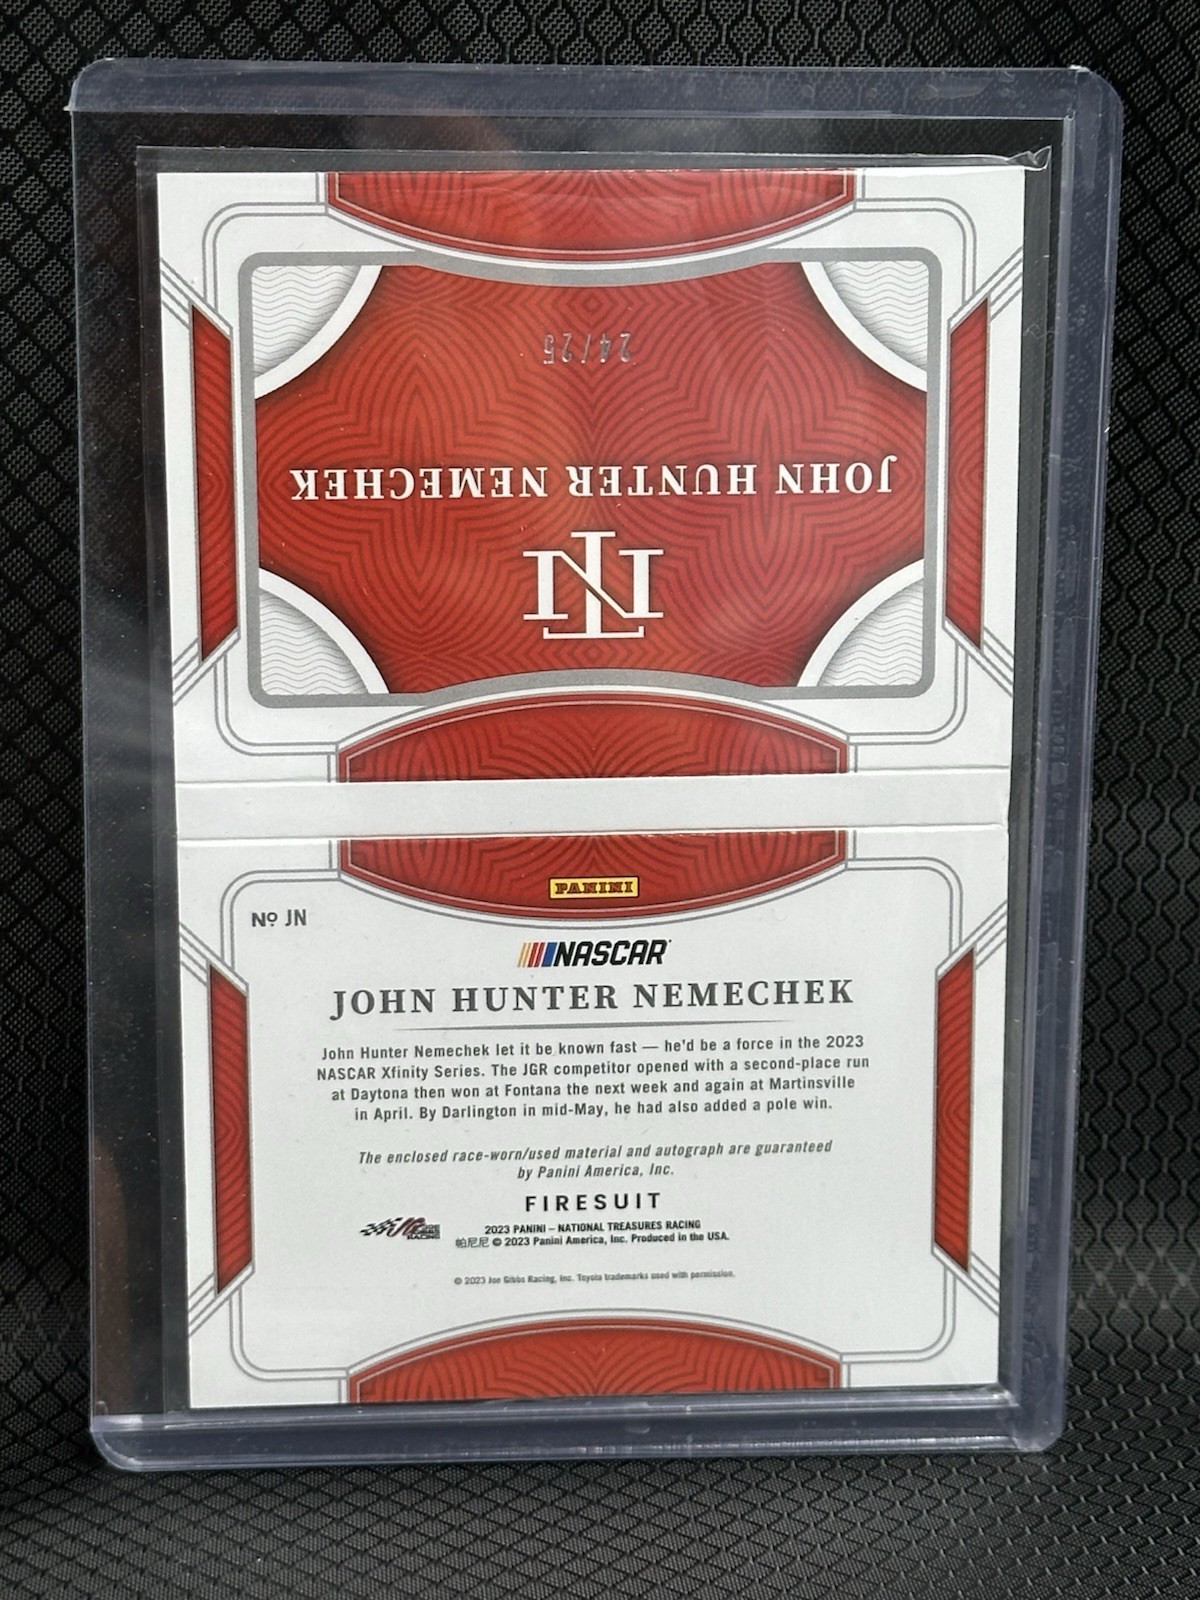 24/25
JOHN HUNTER NEMECHEK
NT
PANINI
Nº JN
NASCAR
JOHN HUNTER NEMECHEK
John Hunter Nemechek let it be known fast — he'd be a force in the 2023
NASCAR Xfinity Series. The JGR competitor opened with a second-place run
at Daytona then won at Fontana the next week and again at Martinsville
in April. By Darlington in mid-May, he had also added a pole win.
The enclosed race-worn/used material and autograph are guaranteed
by Panini America, Inc.
FIRESUIT
JOE GIBBS RACING
2023 PANINI – NATIONAL TREASURES RACING
帕尼尼 © 2023 Panini America, Inc. Produced in the USA.
© 2023 Joe Gibbs Racing, Inc. Toyota trademarks used with permission.